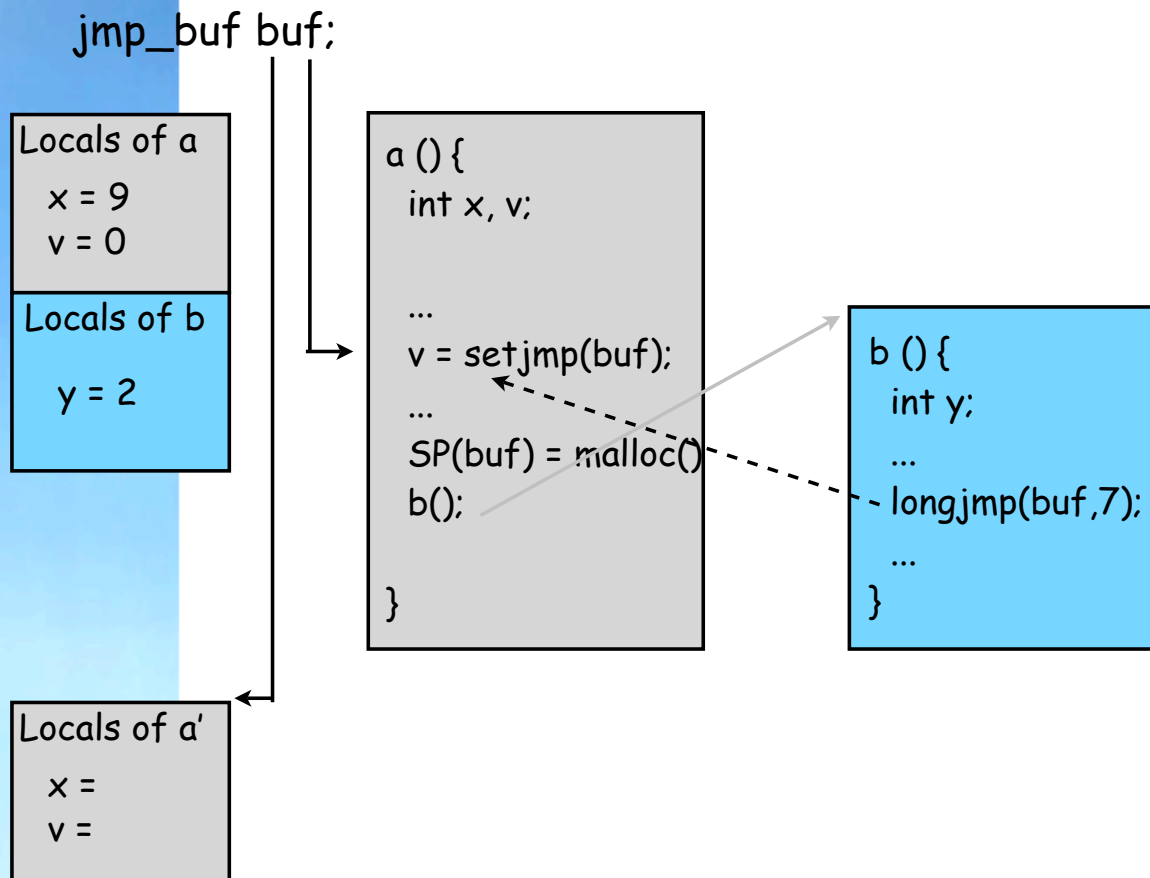 jmp_buf buf;
Locals of a
x = 9
v = 0
Locals of b
y = 2
a () {
int x, v;
...
v = setjmp(buf);
...
SP(buf) = malloc()
b();
}
b () {
int y;
...
longjmp(buf,7);
...
}
Locals of a’
x =
v =